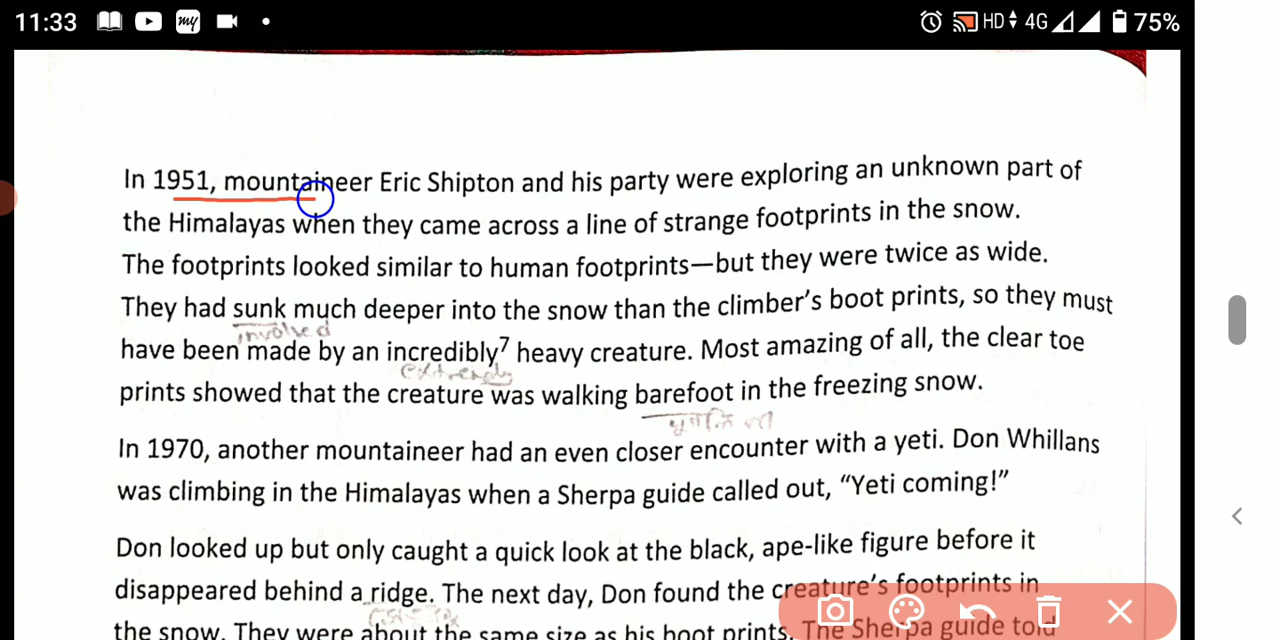 11:33 my HD 4G 75%
In 1951, mountaineer Eric Shipton and his party were exploring an unknown part of
the Himalayas when they came across a line of strange footprints in the snow.
The footprints looked similar to human footprints—but they were twice as wide.
They had sunk much deeper into the snow than the climber's boot prints, so they must
involved
have been made by an incredibly⁷ heavy creature. Most amazing of all, the clear toe
prints showed that the creature was walking barefoot in the freezing snow.
In 1970, another mountaineer had an even closer encounter with a yeti. Don Whillans
was climbing in the Himalayas when a Sherpa guide called out, “Yeti coming!”
Don looked up but only caught a quick look at the black, ape-like figure before it
disappeared behind a ridge. The next day, Don found the creature's footprints in
the snow. They were about the same size as his boot prints. The Sherpa guide told